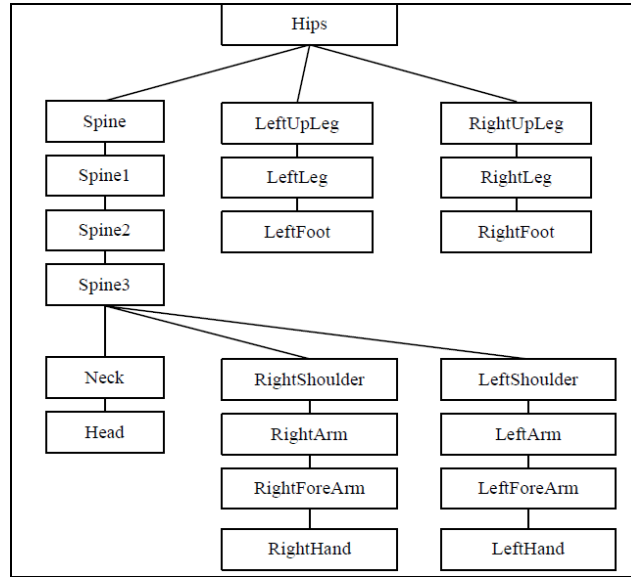 Hips
Spine
LeftUpLeg
RightUpLeg
Spine1
LeftLeg
RightLeg
Spine2
LeftFoot
RightFoot
Spine3
Neck
RightShoulder
LeftShoulder
Head
RightArm
LeftArm
RightForeArm
LeftForeArm
RightHand
LeftHand